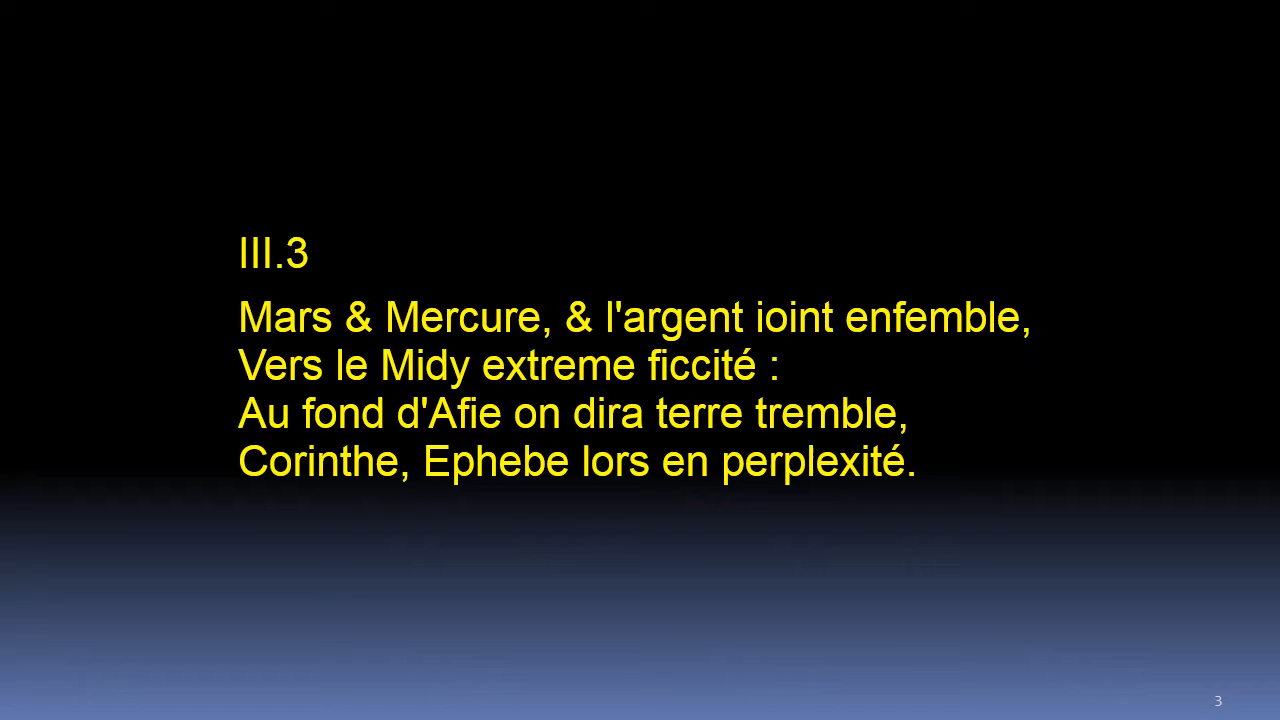 III.3
Mars & Mercure, & l'argent ioint enfemble,
Vers le Midy extreme ficcité :
Au fond d'Afie on dira terre tremble,
Corinthe, Ephebe lors en perplexité.
3